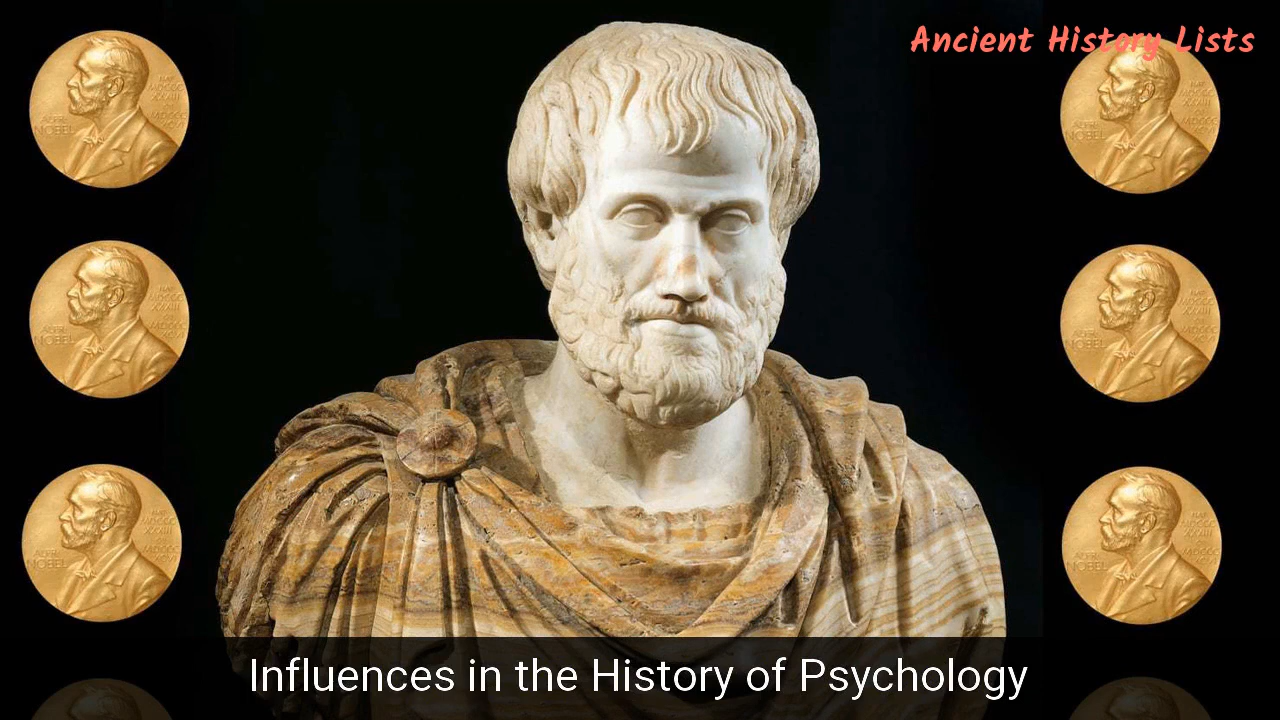 Ancient History Lists
Influences in the History of Psychology